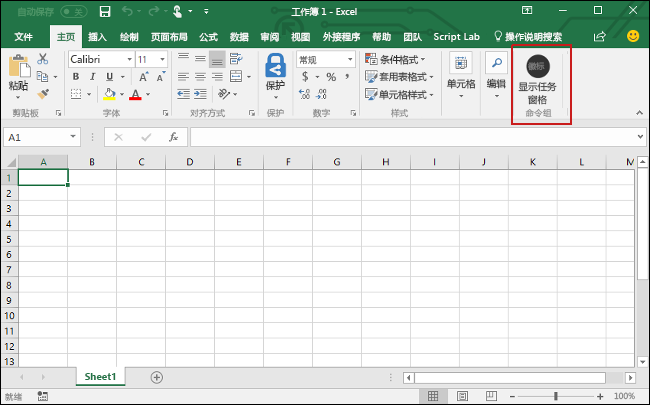 自动保存 关 工作簿 1 - Excel
文件 主页 插入 绘制 页面布局 公式 数据 审阅 视图 外接程序 帮助 团队 Script Lab 操作说明搜索
粘贴
剪贴板
Calibri 11
B I U A A
A
字体
对齐方式
保护
保护
常规
$ % ,
.00 .0
数字
条件格式
套用表格格式
单元格样式
样式
单元格
编辑
徽标
显示任务
窗格
命令组
A1 fx
A B C D E F G H I J K L M
1
2
3
4
5
6
7
8
9
10
11
12
13
Sheet1
就绪 100%